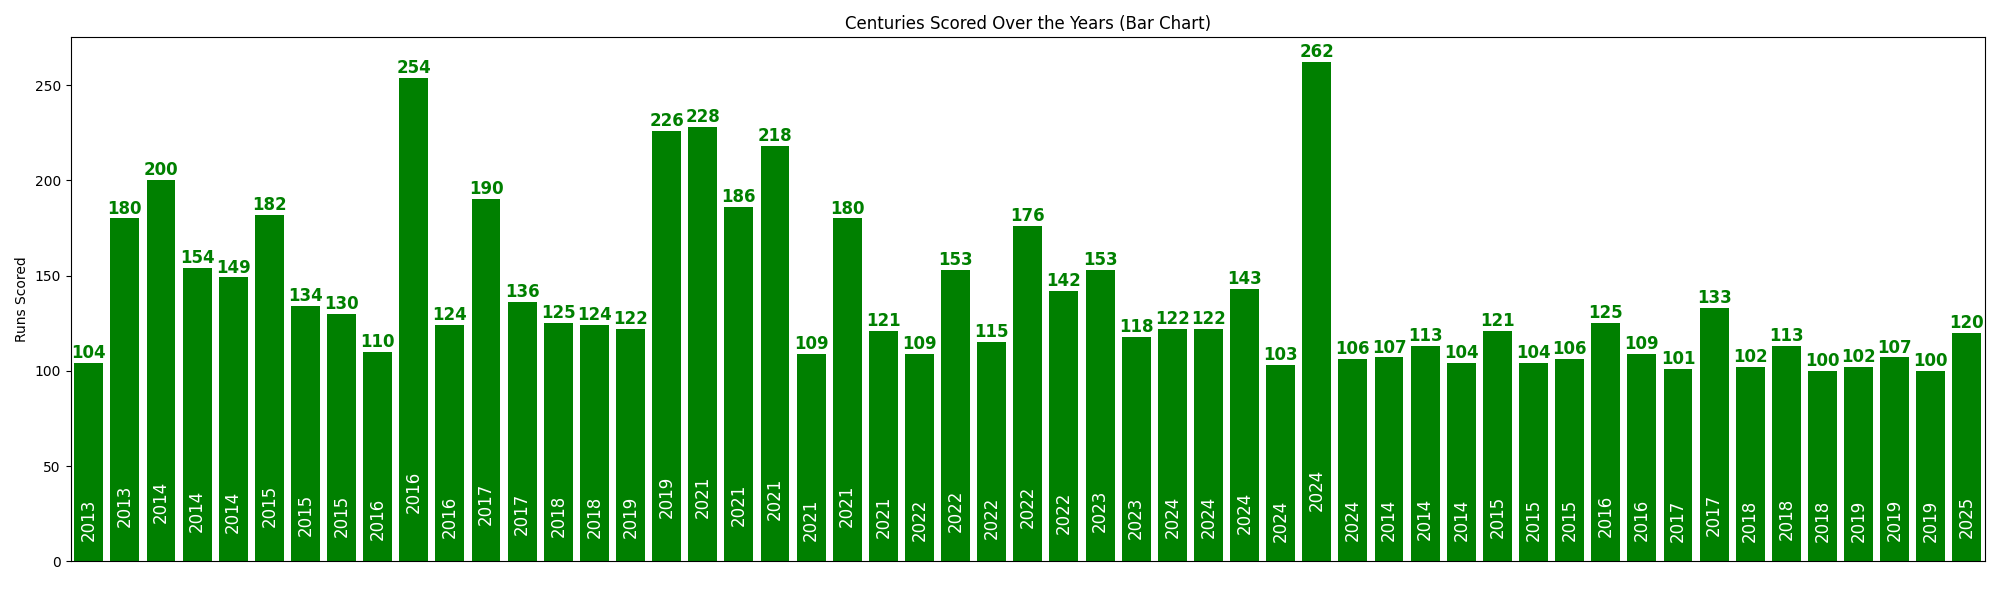 Centuries Scored Over the Years (Bar Chart)
Runs Scored
250
200
150
100
50
0
104 180 200 154 149 182 134 130 110 254 124 190 136 125 124 122 226 228 186 218 109 180 121 109 153 115 176 142 153 118 122 122 143 103 262 106 107 113 104 121 104 106 125 109 101 133 102 113 100 102 107 100 120
2013 2013 2014 2014 2014 2015 2015 2015 2016 2016 2016 2017 2017 2018 2018 2019 2019 2021 2021 2021 2021 2021 2021 2022 2022 2022 2022 2022 2023 2023 2024 2024 2024 2024 2024 2024 2014 2014 2014 2015 2015 2015 2016 2016 2017 2017 2018 2018 2018 2019 2019 2019 2025